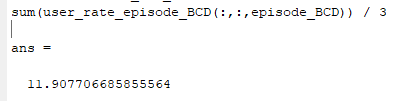 sum(user_rate_episode_BCD(:,:,episode_BCD)) / 3
ans =
11.907706685855564